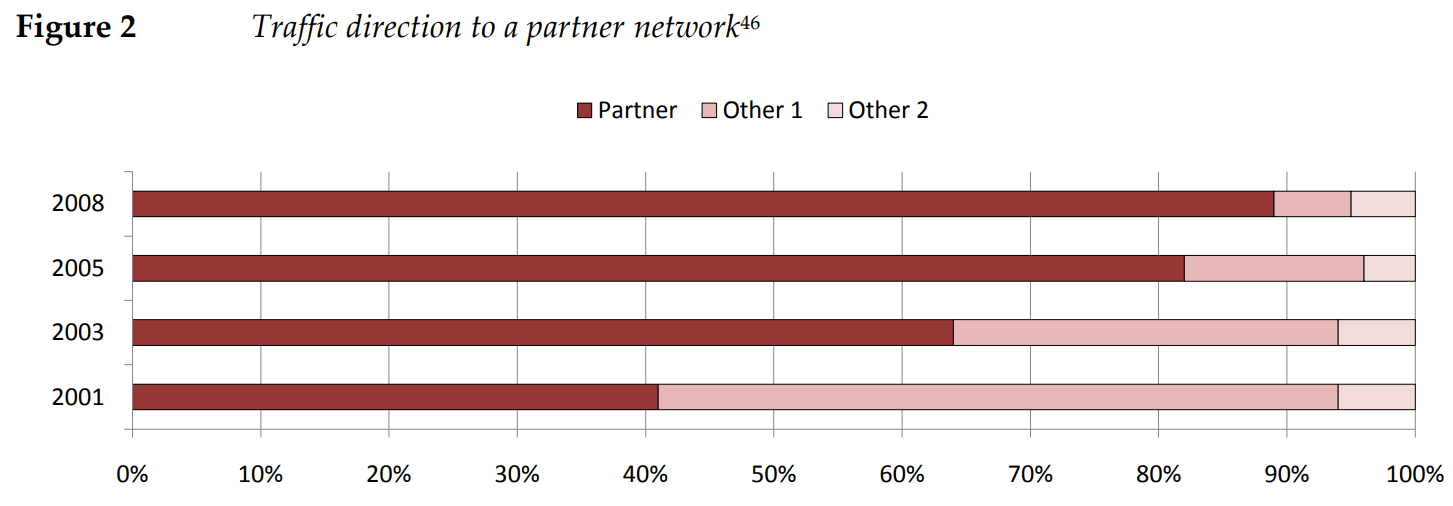 Figure 2 Traffic direction to a partner network46
Partner Other 1 Other 2
2008
2005
2003
2001
0% 10% 20% 30% 40% 50% 60% 70% 80% 90% 100%